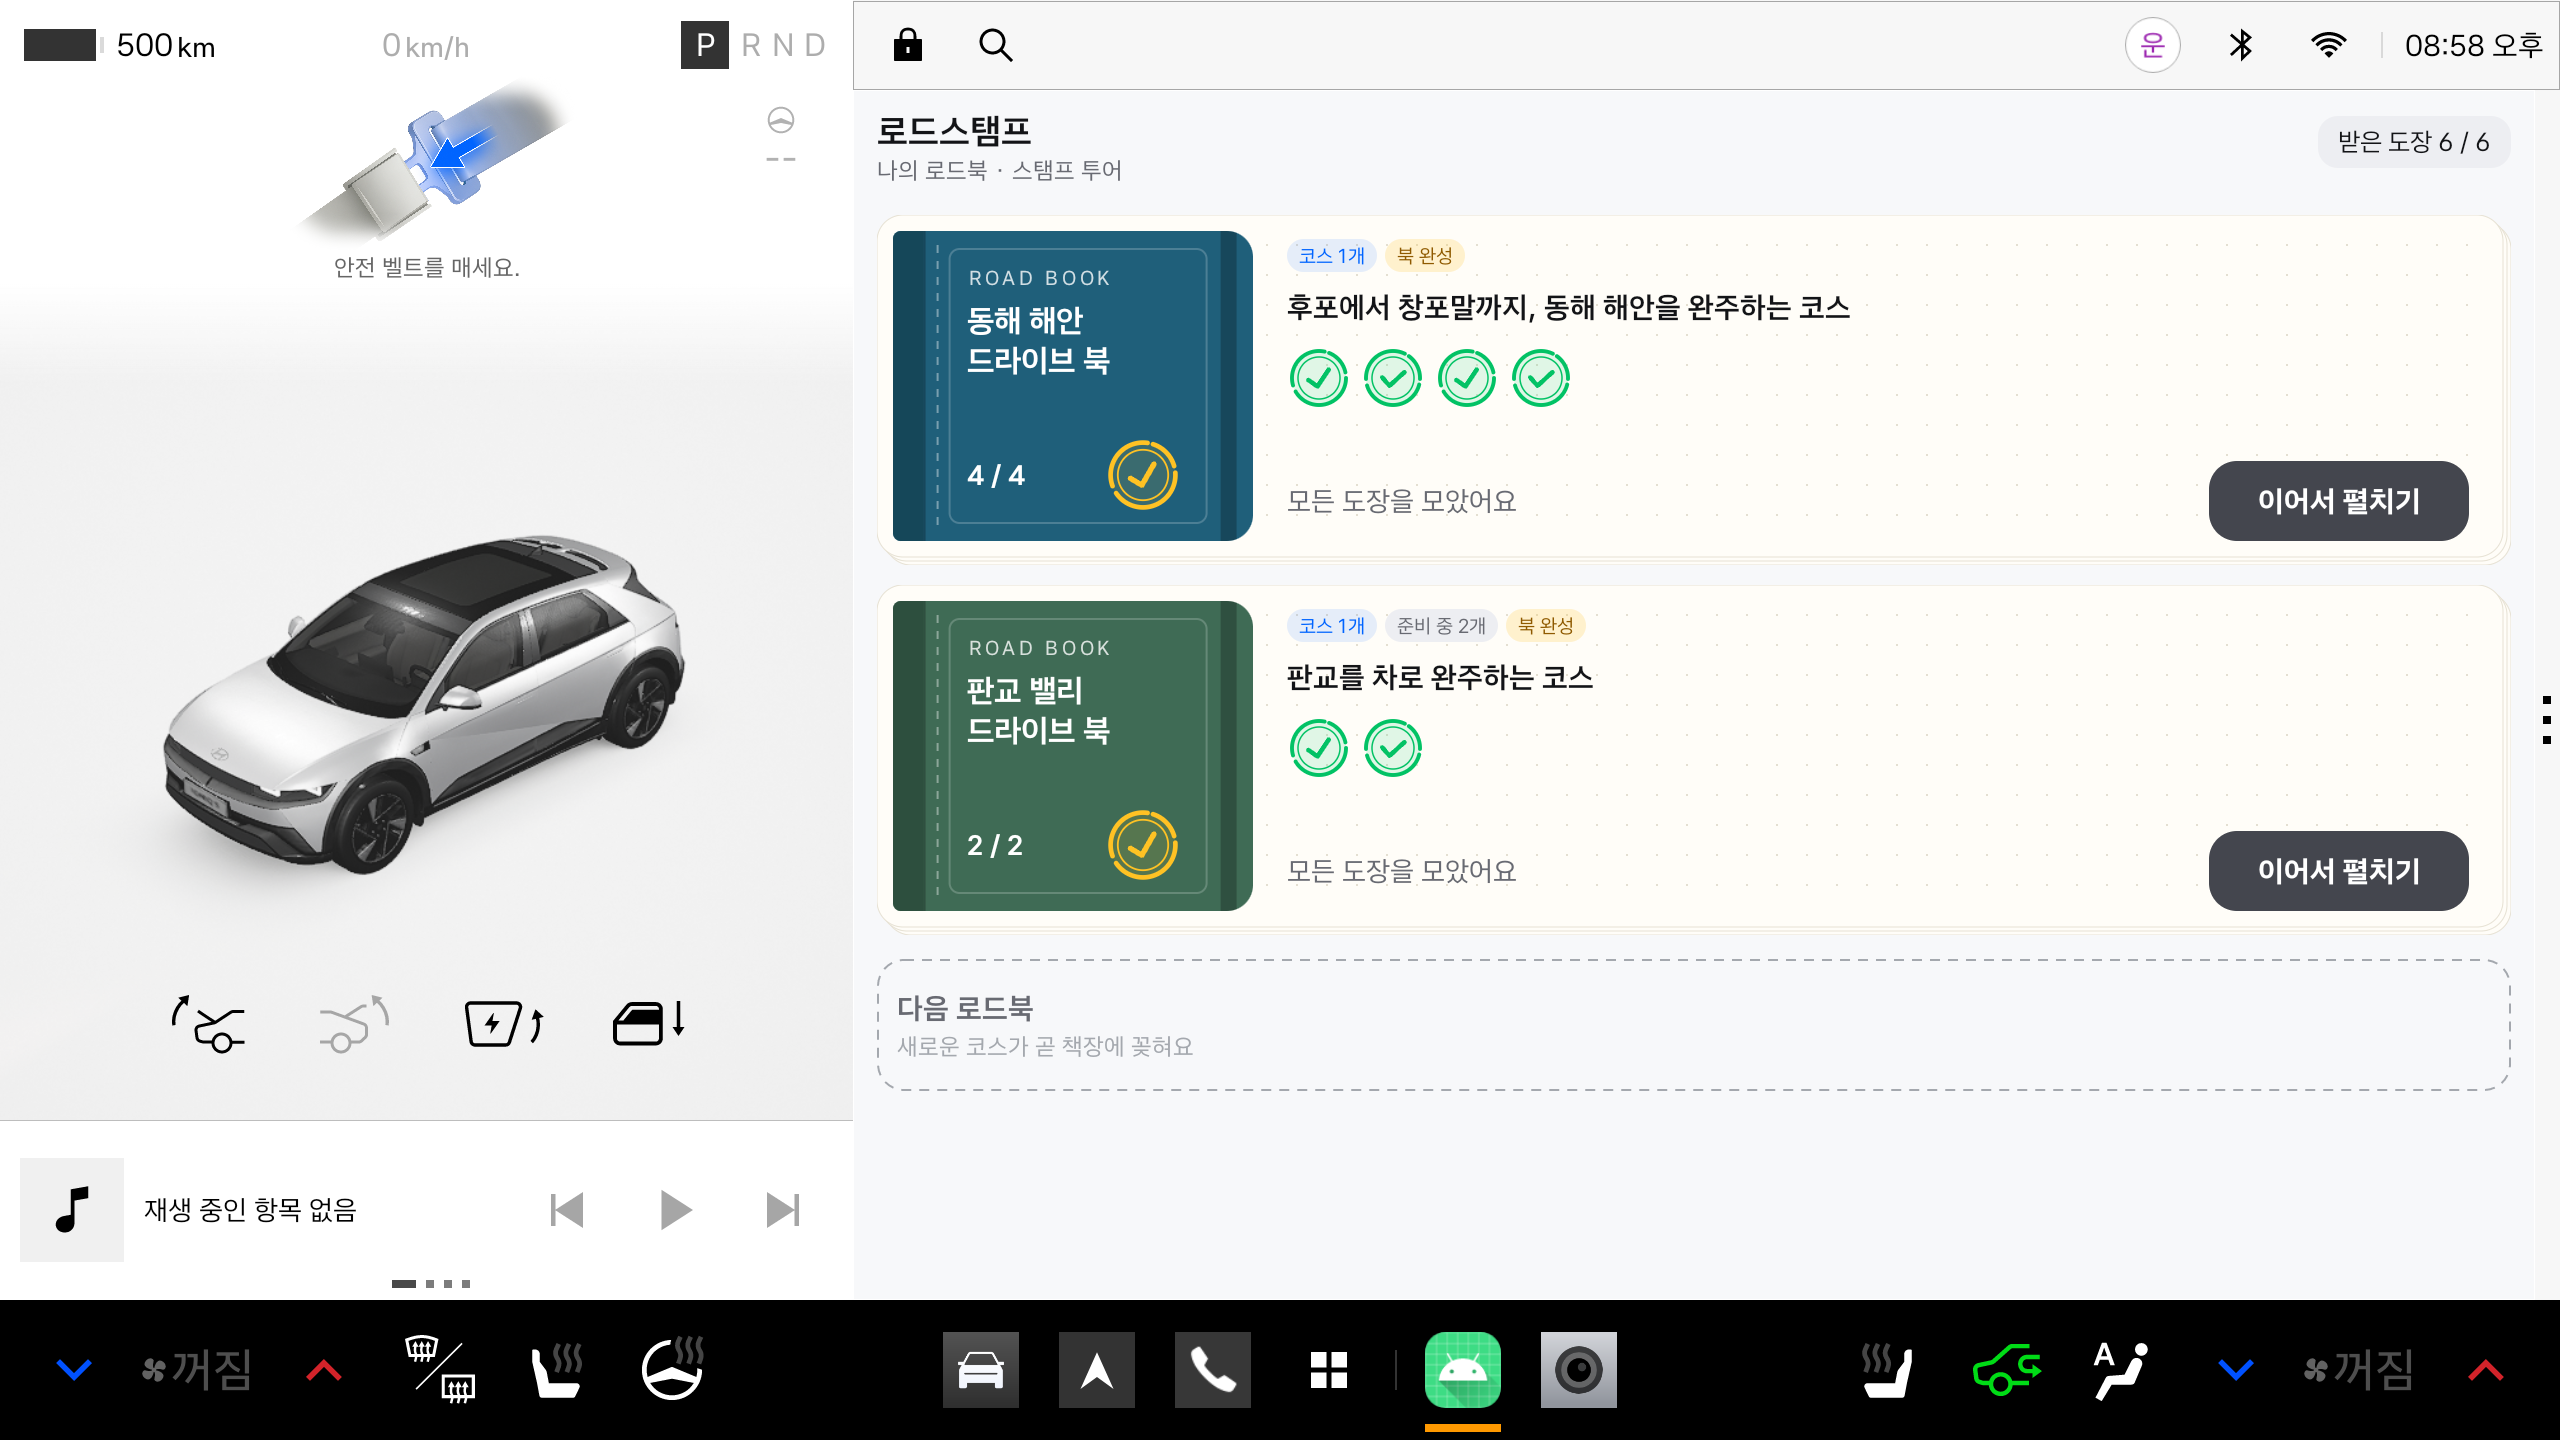 500 km
0 km/h
P R N D
안전 벨트를 매세요.
재생 중인 항목 없음
운
08:58 오후
로드스탬프
나의 로드북 · 스탬프 투어
받은 도장 6 / 6
ROAD BOOK
동해 해안
드라이브 북
4 / 4
코스 1개
북 완성
후포에서 창포말까지, 동해 해안을 완주하는 코스
모든 도장을 모았어요
이어서 펼치기
ROAD BOOK
판교 밸리
드라이브 북
2 / 2
코스 1개
준비 중 2개
북 완성
판교를 차로 완주하는 코스
모든 도장을 모았어요
이어서 펼치기
다음 로드북
새로운 코스가 곧 책장에 꽂혀요
꺼짐
A
꺼짐